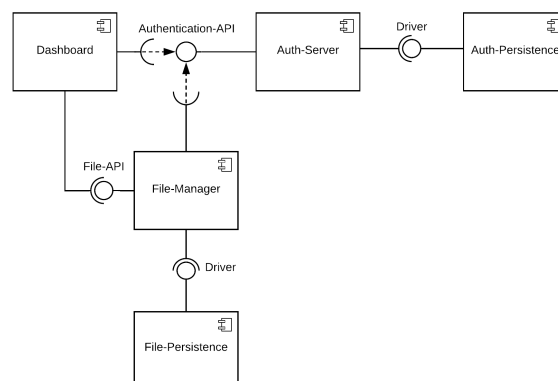 Authentication-API
Driver
Dashboard
Auth-Server
Auth-Persistence
File-API
File-Manager
Driver
File-Persistence